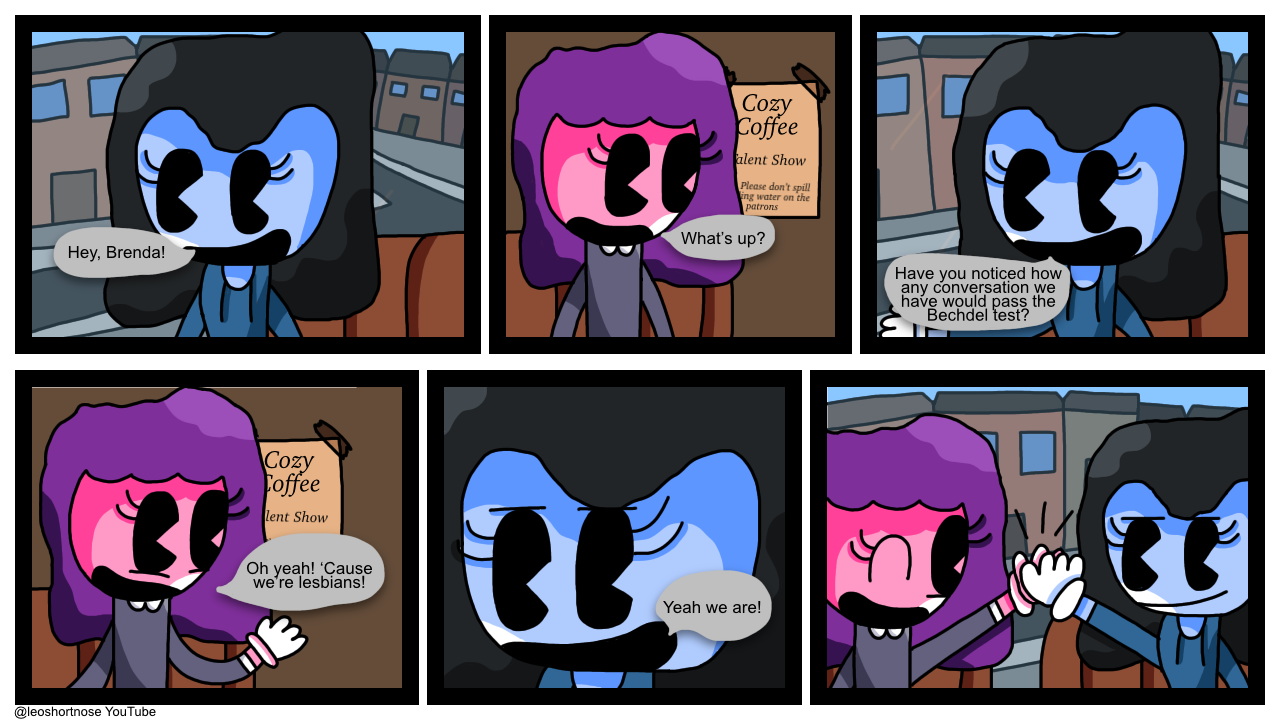 Hey, Brenda!
Cozy
Coffee
alent Show
Please don't spill
ing water on the
patrons
What's up?
Have you noticed how
any conversation we
have would pass the
Bechdel test?
Cozy
Coffee
lent Show
Oh yeah! 'Cause
we're lesbians!
Yeah we are!
@leoshortnose YouTube